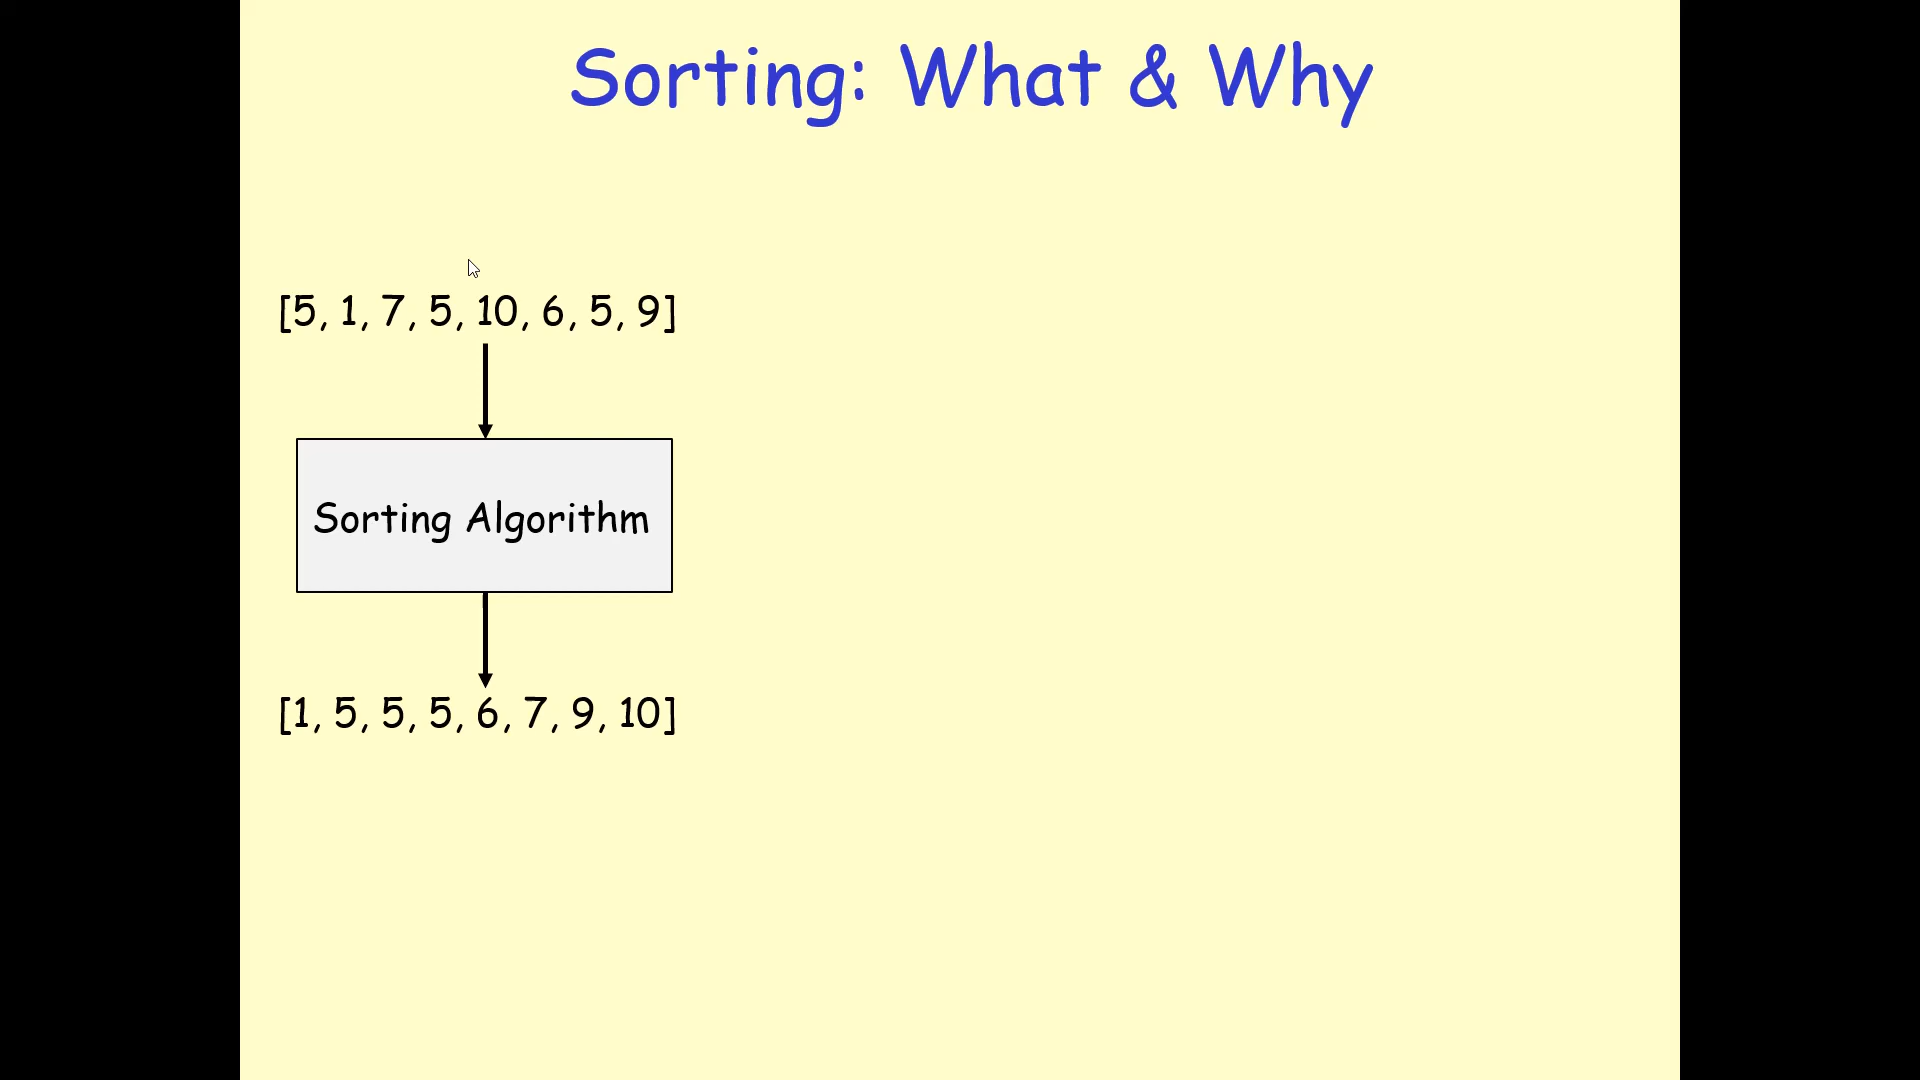 Sorting: What & Why
[5, 1, 7, 5, 10, 6, 5, 9]
Sorting Algorithm
[1, 5, 5, 5, 6, 7, 9, 10]